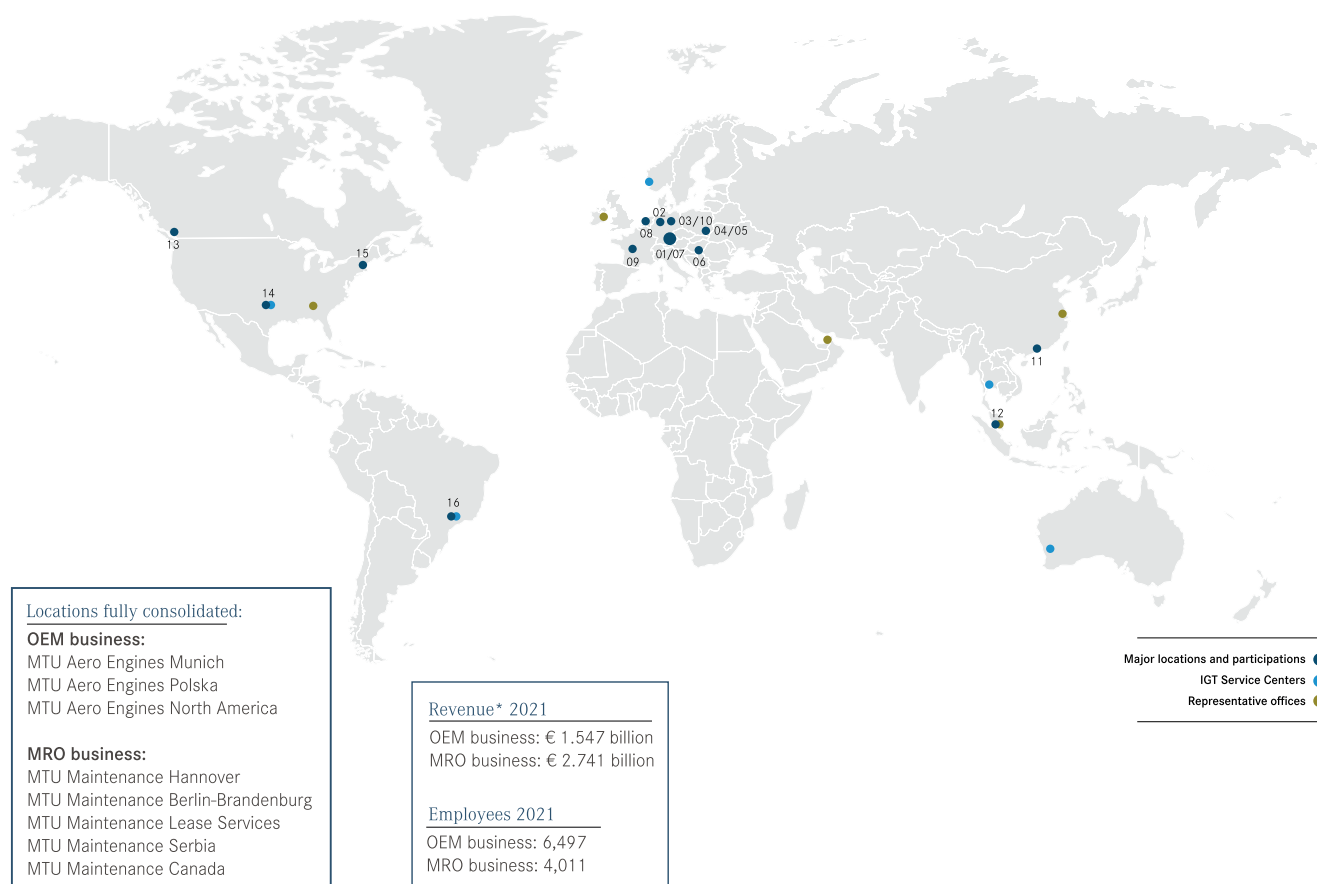 02
03/10
04/05
08
01/07
09
06
13
15
14
11
12
16
Locations fully consolidated:
OEM business:
MTU Aero Engines Munich
MTU Aero Engines Polska
MTU Aero Engines North America
MRO business:
MTU Maintenance Hannover
MTU Maintenance Berlin-Brandenburg
MTU Maintenance Lease Services
MTU Maintenance Serbia
MTU Maintenance Canada
Revenue* 2021
OEM business: € 1.547 billion
MRO business: € 2.741 billion
Employees 2021
OEM business: 6,497
MRO business: 4,011
Major locations and participations
IGT Service Centers
Representative offices